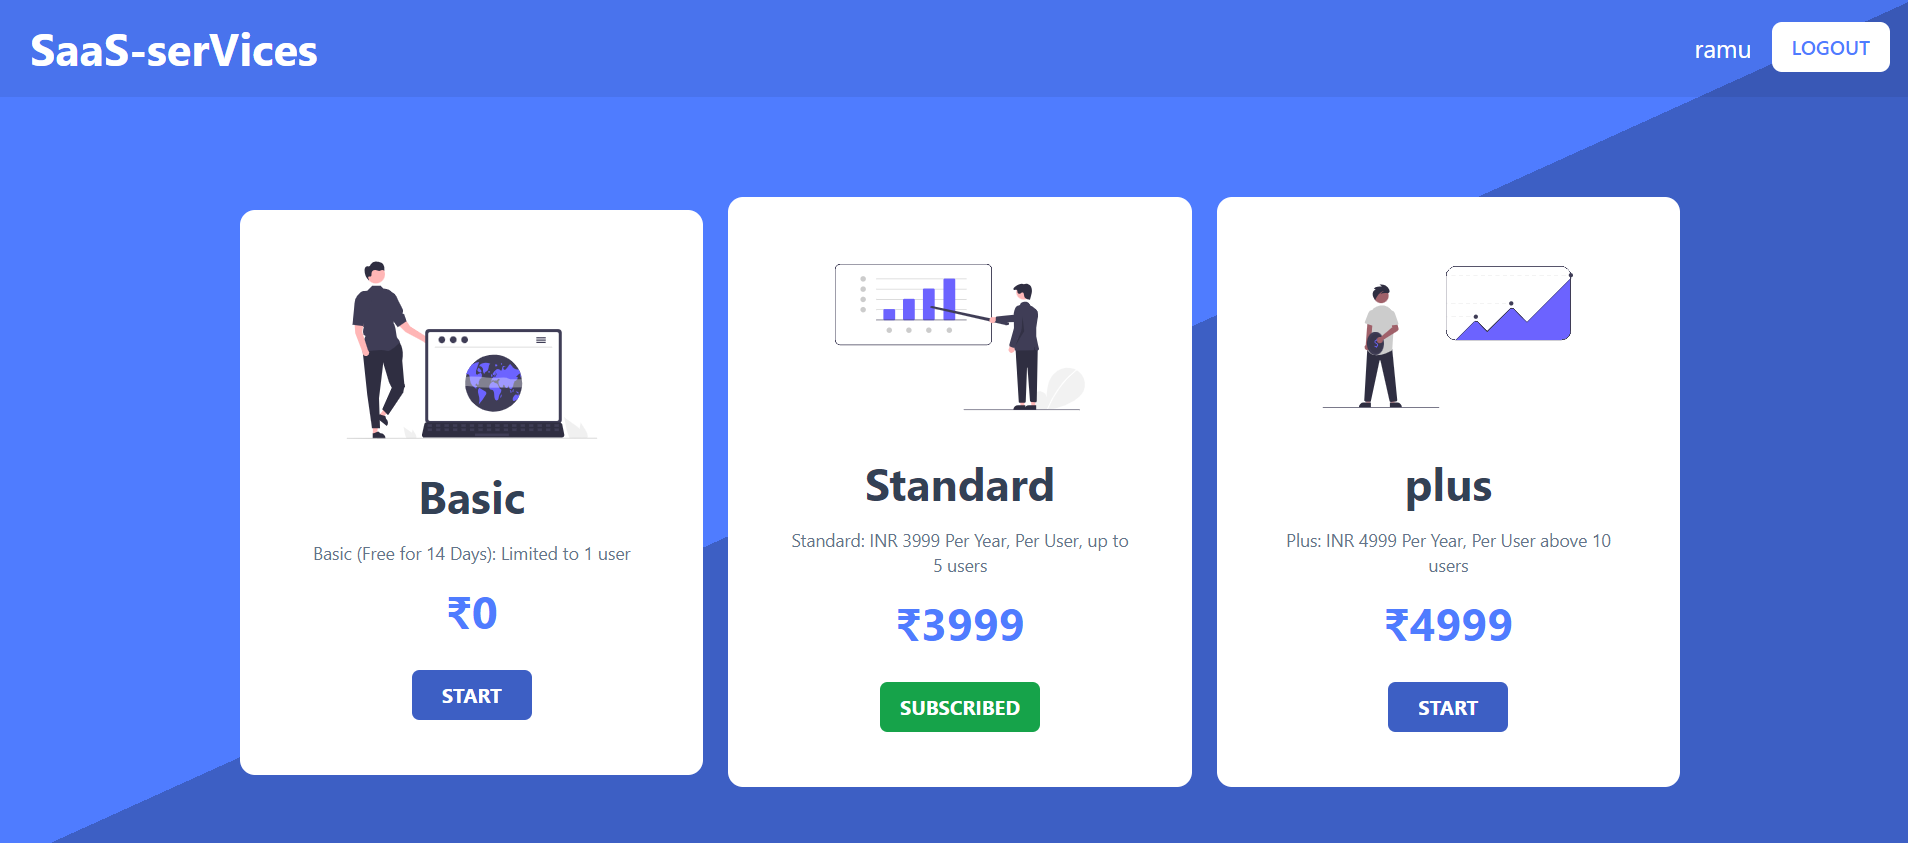 SaaS-serVices
ramu
LOGOUT
Basic
Basic (Free for 14 Days): Limited to 1 user
₹0
START
Standard
Standard: INR 3999 Per Year, Per User, up to
5 users
₹3999
SUBSCRIBED
plus
Plus: INR 4999 Per Year, Per User above 10
users
₹4999
START